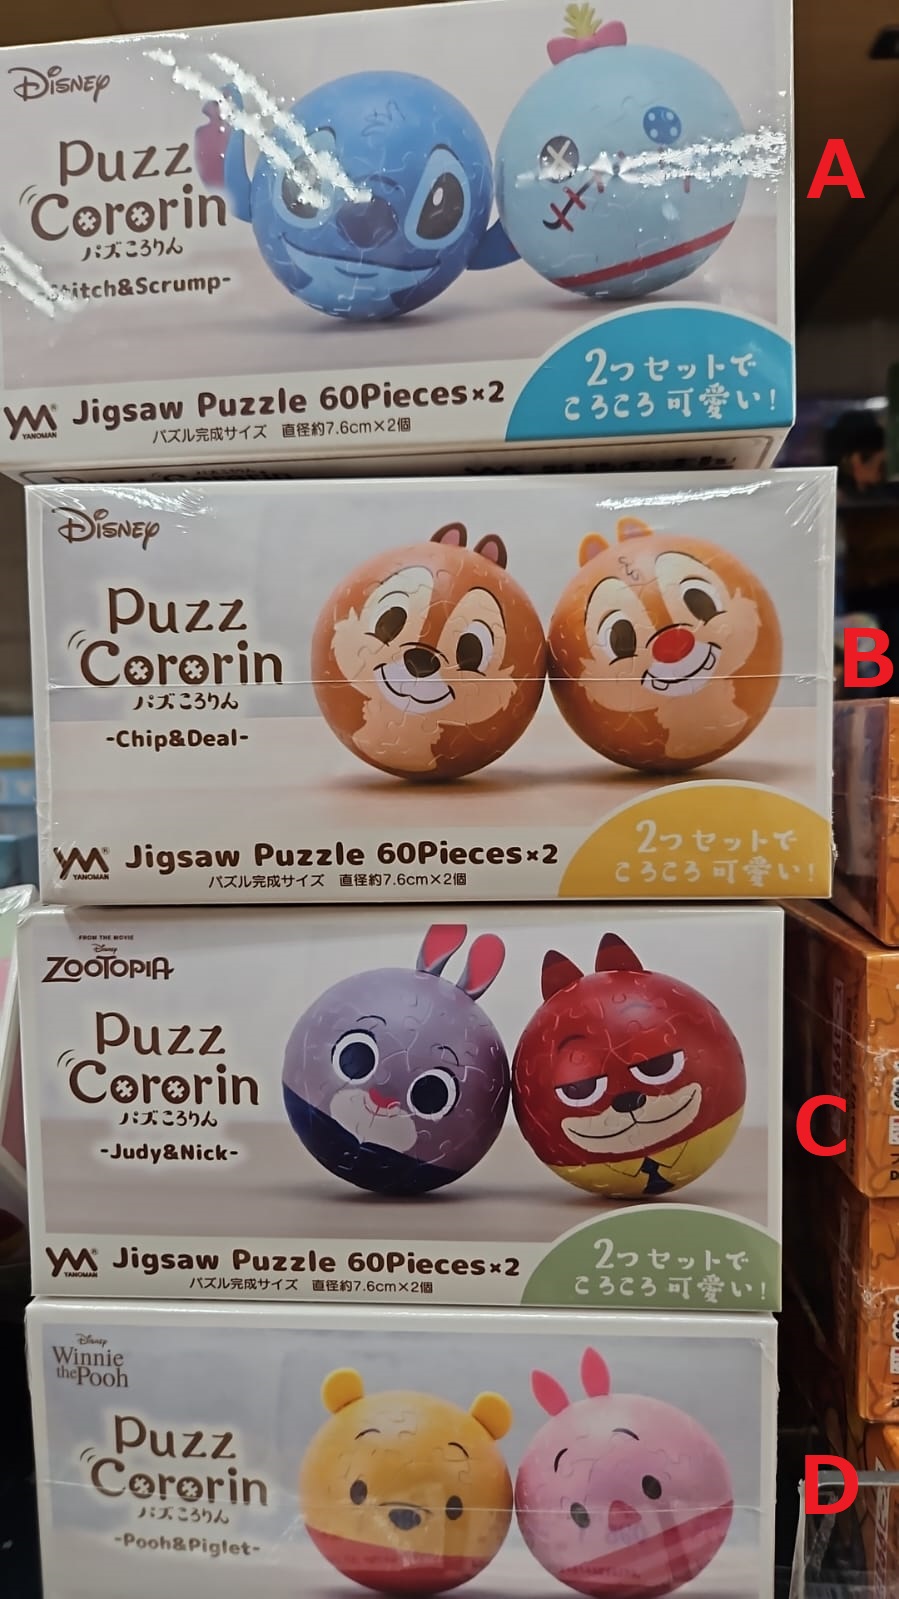 Disney
Puzz
Cororin
パズころりん
-Stitch&Scrump-
YM YANOMAN
Jigsaw Puzzle 60Pieces×2
パズル完成サイズ 直径約7.6cm×2個
2つセットで
ころころ可愛い!
A
Disney
Puzz
Cororin
パズころりん
-Chip&Deal-
YM YANOMAN
Jigsaw Puzzle 60Pieces×2
パズル完成サイズ 直径約7.6cm×2個
2つセットで
ころころ可愛い!
B
FROM THE MOVIE
Disney
ZOOTOPIA
Puzz
Cororin
パズころりん
-Judy&Nick-
YM YANOMAN
Jigsaw Puzzle 60Pieces×2
パズル完成サイズ 直径約7.6cm×2個
2つセットで
ころころ可愛い!
C
Disney
Winnie
the Pooh
Puzz
Cororin
パズころりん
-Pooh&Piglet-
D